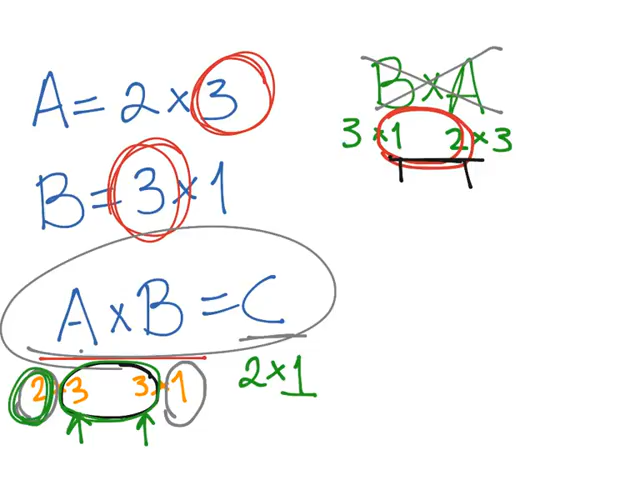 A = 2 × 3
B = 3 × 1
A × B = C
2 × 3 3 × 1
2 × 1
B × A
3 × 1 2 × 3